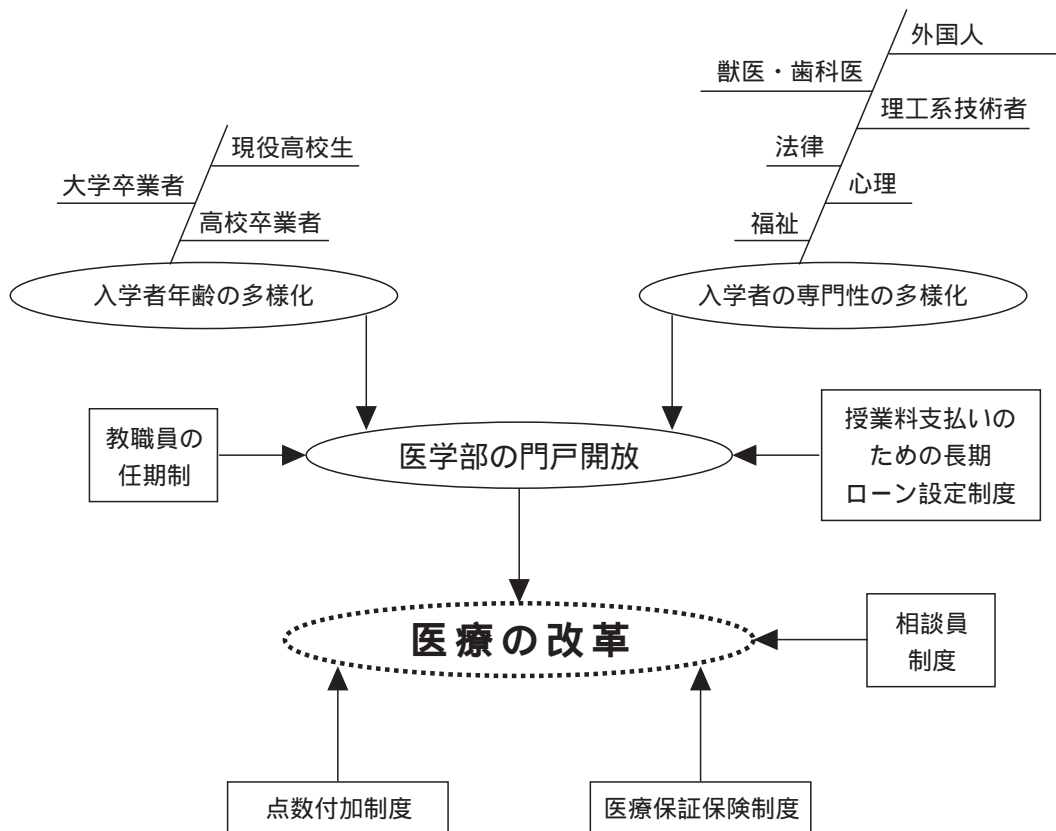 外国人
獣医・歯科医
理工系技術者
法律
心理
福祉
現役高校生
大学卒業者
高校卒業者
入学者年齢の多様化
入学者の専門性の多様化
教職員の
任期制
医学部の門戸開放
授業料支払いの
ための長期
ローン設定制度
医療の改革
相談員
制度
点数付加制度
医療保証保険制度